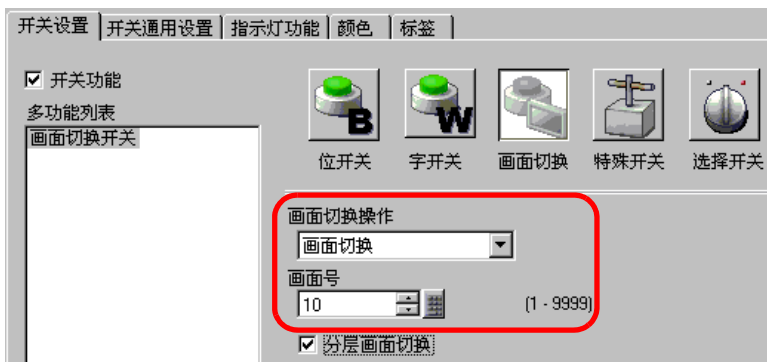 开关设置 开关通用设置 指示灯功能 颜色 标签
开关功能
多功能列表
画面切换开关
B W
位开关 字开关 画面切换 特殊开关 选择开关
画面切换操作
画面切换
画面号
10 (1 - 9999)
分层画面切换